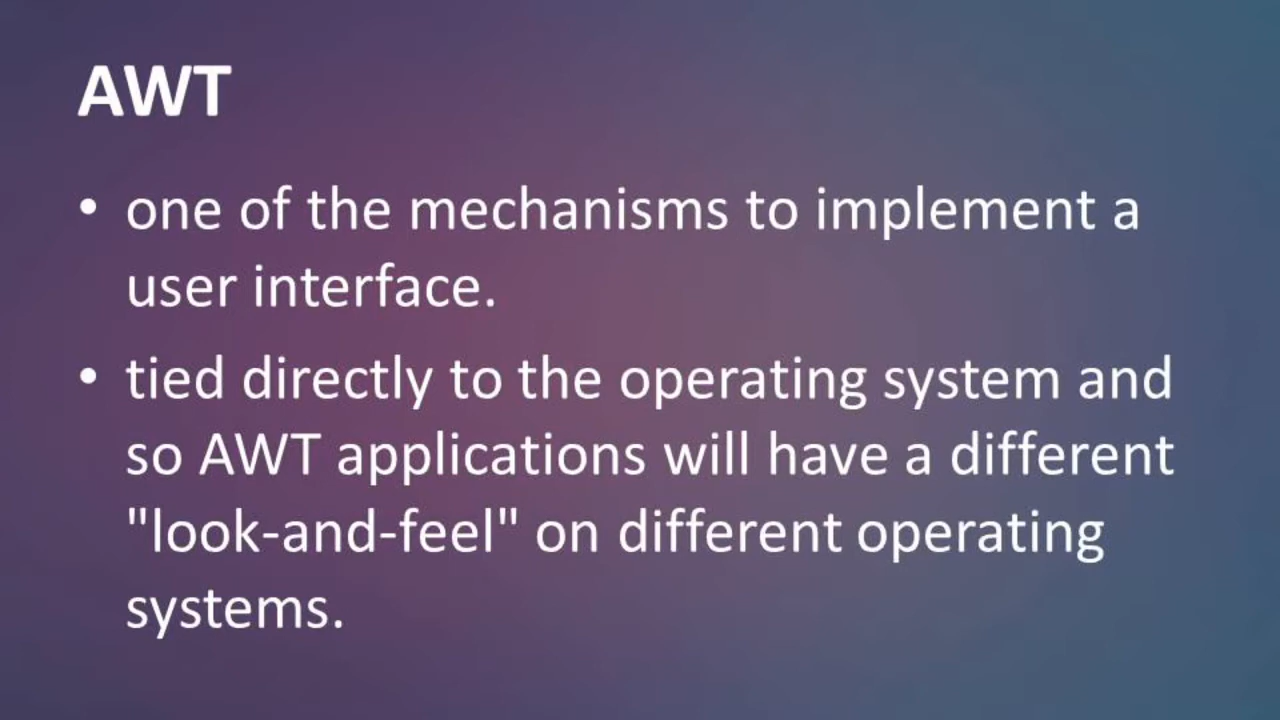 AWT
• one of the mechanisms to implement a
user interface.
• tied directly to the operating system and
so AWT applications will have a different
"look-and-feel" on different operating
systems.